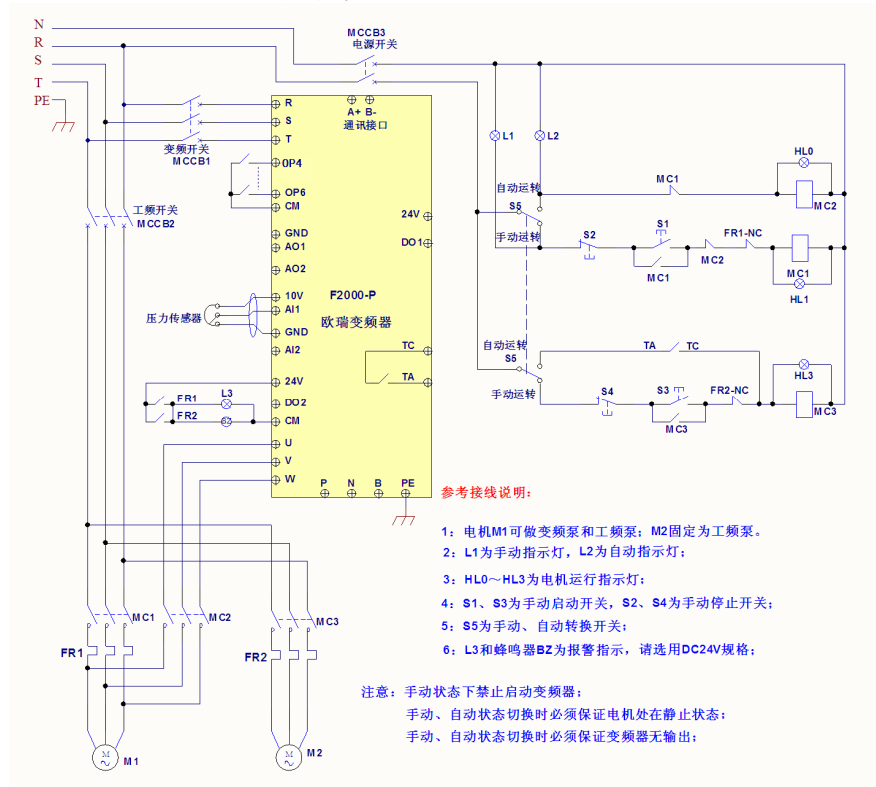 N
R
S
T
PE
MCCB3
电源开关
变频开关
MCCB1
工频开关
MCCB2
R
S
T
OP4
OP6
CM
GND
AO1
AO2
10V
AI1
GND
AI2
24V
DO2
CM
U
V
W
A+ B-
通讯接口
24V
DO1
F2000-P
欧瑞变频器
TC
TA
P N B PE
压力传感器
FR1
FR2
L3
BZ
L1
L2
HL0
MC1
MC2
自动运转
S5
手动运转
S2
S1
MC1
MC2
FR1-NC
MC1
HL1
自动运转
S5
手动运转
TA
TC
HL3
S4
S3
MC3
FR2-NC
MC3
MC1
MC2
MC3
FR1
FR2
M
M1
M
M2
参考接线说明:
1:电机M1可做变频泵和工频泵;M2固定为工频泵。
2:L1为手动指示灯,L2为自动指示灯;
3:HL0～HL3为电机运行指示灯;
4:S1、S3为手动启动开关,S2、S4为手动停止开关;
5:S5为手动、自动转换开关;
6:L3和蜂鸣器BZ为报警指示,请选用DC24V规格;
注意:手动状态下禁止启动变频器;
手动、自动状态切换时必须保证电机处在静止状态;
手动、自动状态切换时必须保证变频器无输出;